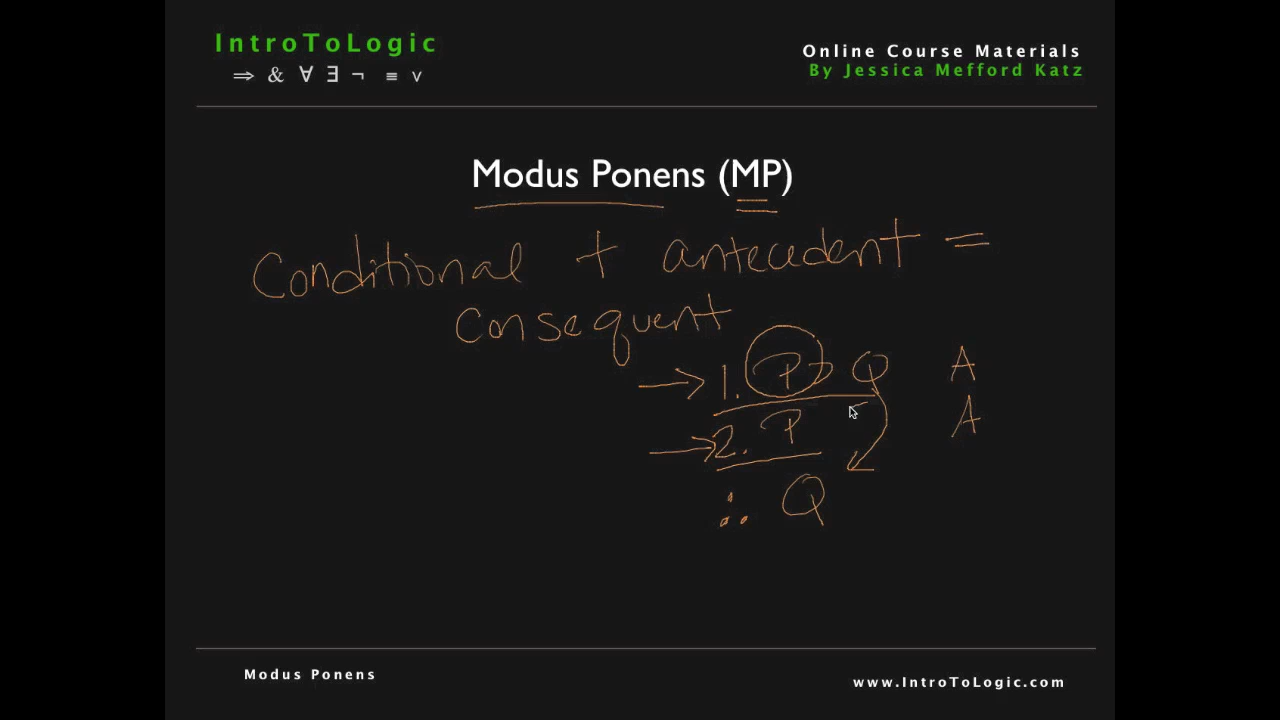 IntroToLogic
⇒ & ∀ ∃ ¬ ≡ v
Online Course Materials
By Jessica Mefford Katz
Modus Ponens (MP)
Conditional + antecedent =
consequent
1. P ⊃ Q A
2. P A
∴ Q
Modus Ponens
www.IntroToLogic.com